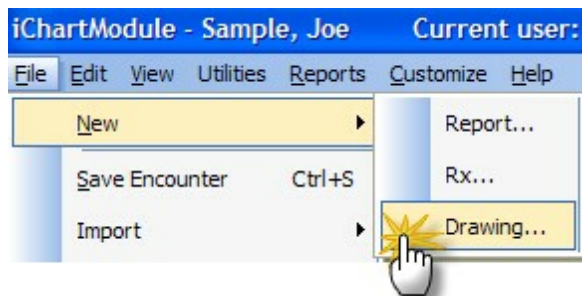 iChartModule - Sample, Joe Current user:
File Edit View Utilities Reports Customize Help
New Report...
Save Encounter Ctrl+S Rx...
Import Drawing...